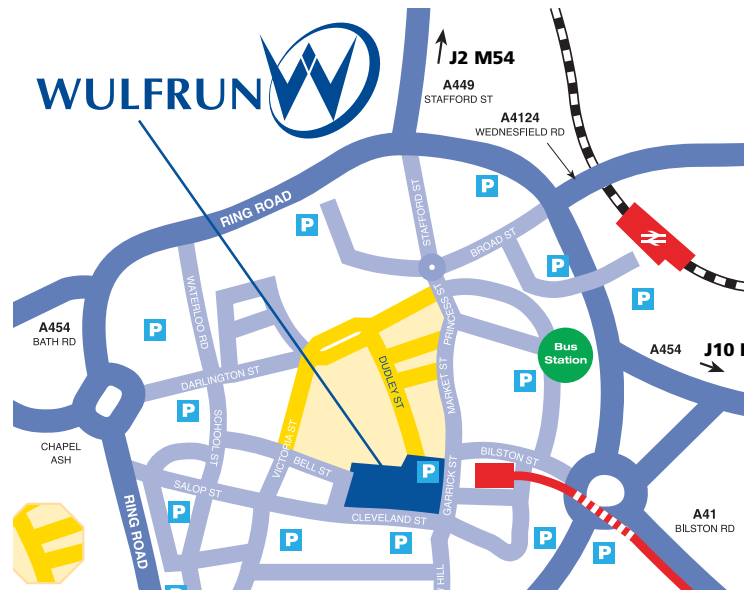 WULFRUN
W
J2 M54
A449
STAFFORD ST
A4124
WEDNESFIELD RD
RING ROAD
P
P
STAFFORD ST
BROAD ST
P
P
WATERLOO RD
PRINCESS ST
A454
BATH RD
P
Bus
Station
A454
J10
DARLINGTON ST
DUDLEY ST
MARKET ST
P
P
CHAPEL
ASH
SCHOOL ST
VICTORIA ST
BELL ST
BILSTON ST
P
GARRICK ST
SALOP ST
P
CLEVELAND ST
RING ROAD
A41
BILSTON RD
P
P
P
P
HILL
P